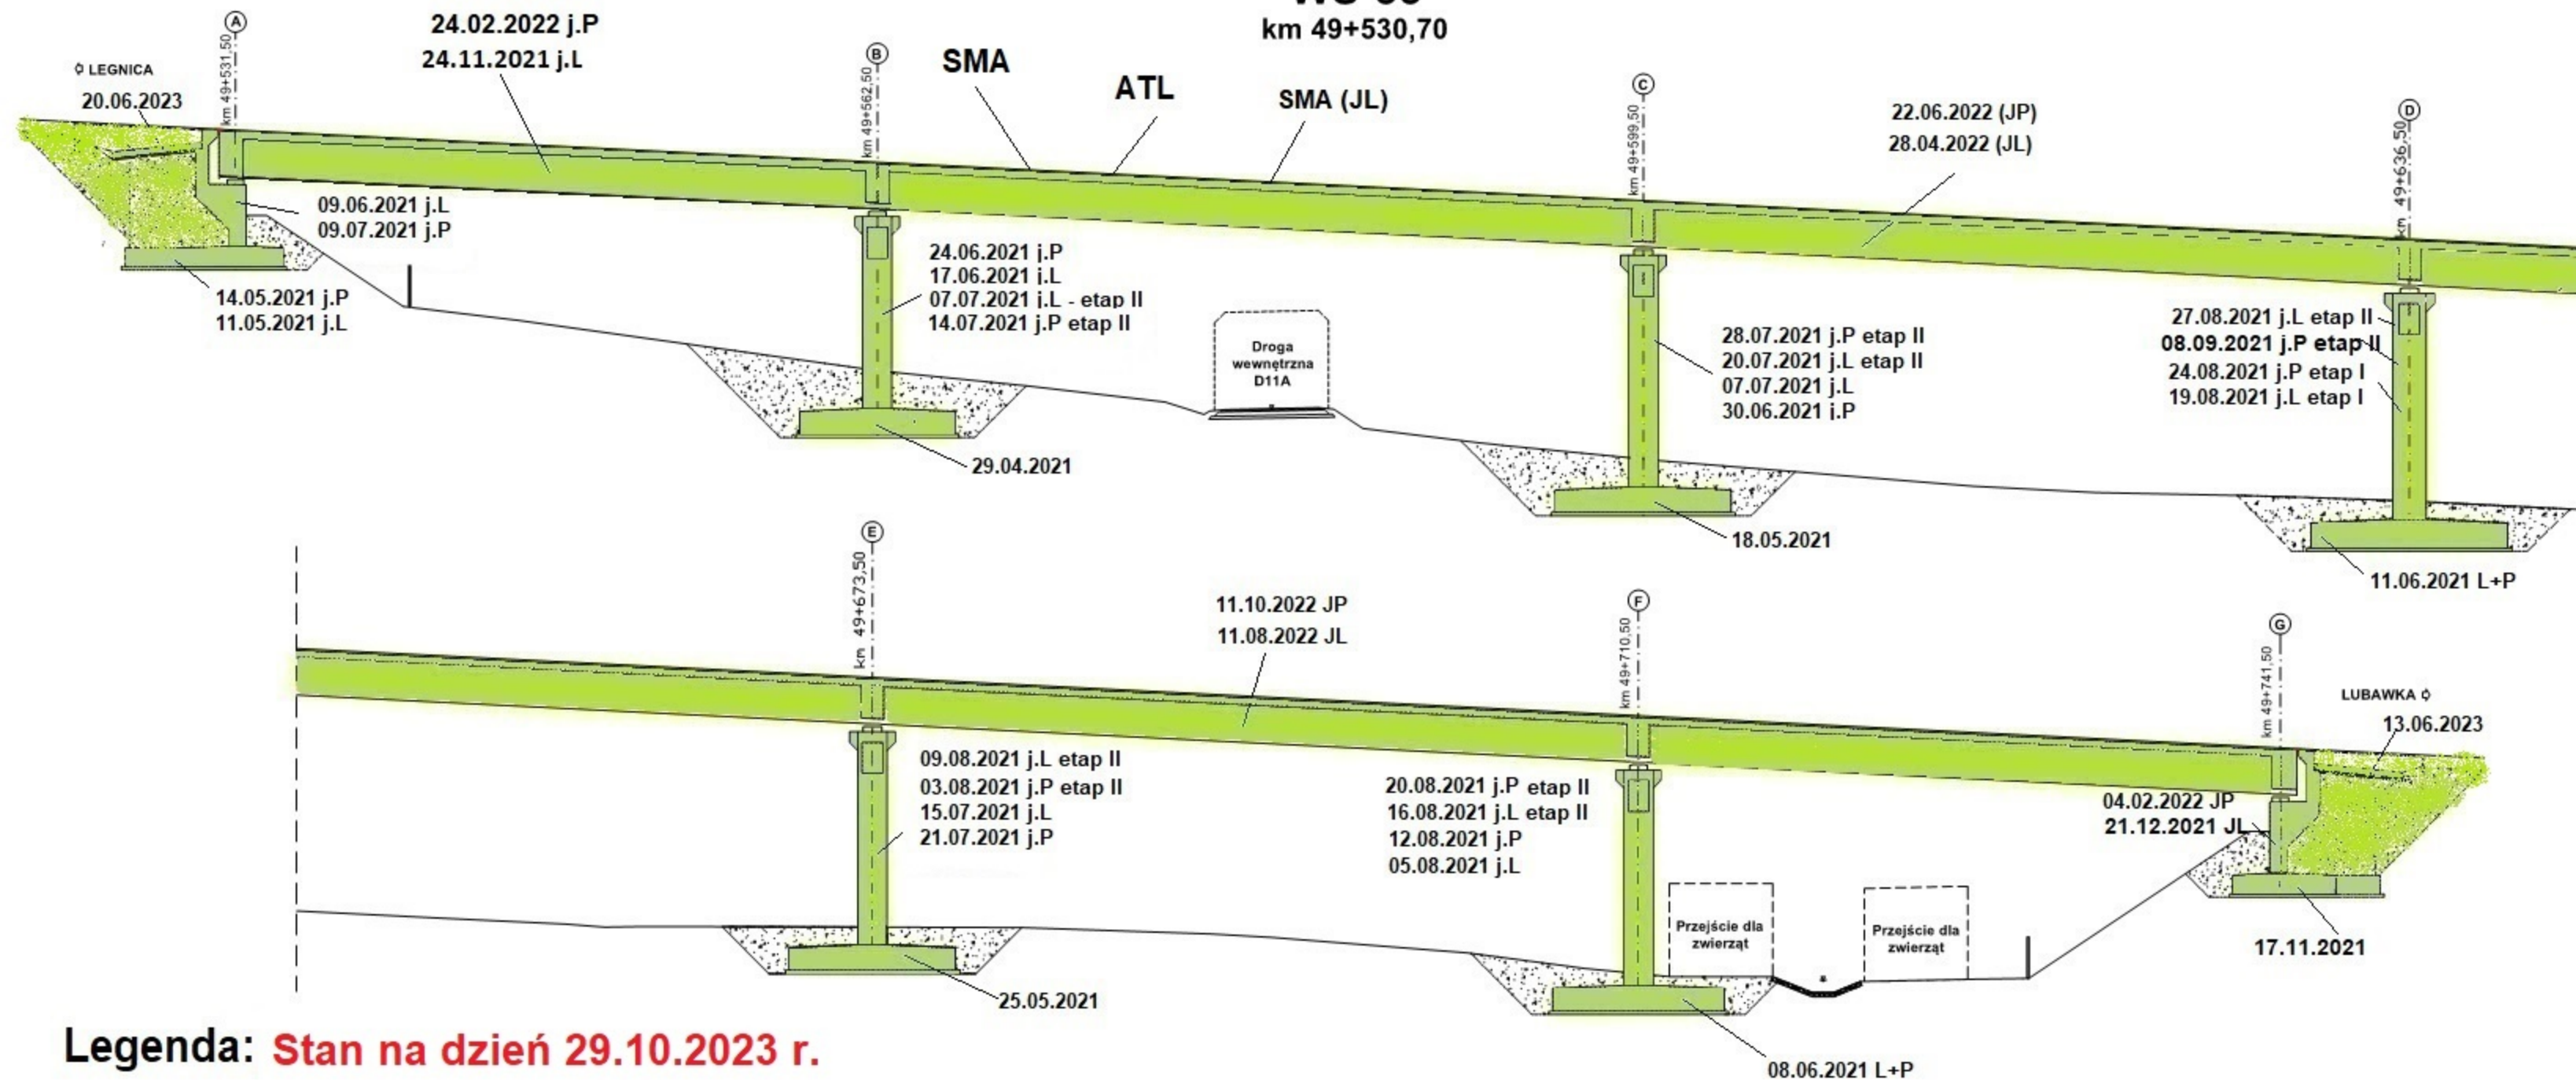 km 49+530,70
A
km 49+531,50
LEGNICA
20.06.2023
24.02.2022 j.P
24.11.2021 j.L
B
km 49+562,50
SMA
ATL
SMA (JL)
C
km 49+599,50
22.06.2022 (JP)
28.04.2022 (JL)
D
km 49+636,50
09.06.2021 j.L
09.07.2021 j.P
14.05.2021 j.P
11.05.2021 j.L
24.06.2021 j.P
17.06.2021 j.L
07.07.2021 j.L - etap II
14.07.2021 j.P etap II
29.04.2021
Droga
wewnętrzna
D11A
28.07.2021 j.P etap II
20.07.2021 j.L etap II
07.07.2021 j.L
30.06.2021 j.P
18.05.2021
27.08.2021 j.L etap II
08.09.2021 j.P etap II
24.08.2021 j.P etap I
19.08.2021 j.L etap I
11.06.2021 L+P
E
km 49+673,50
11.10.2022 JP
11.08.2022 JL
F
km 49+710,50
G
km 49+741,50
LUBAWKA
13.06.2023
09.08.2021 j.L etap II
03.08.2021 j.P etap II
15.07.2021 j.L
21.07.2021 j.P
25.05.2021
20.08.2021 j.P etap II
16.08.2021 j.L etap II
12.08.2021 j.P
05.08.2021 j.L
08.06.2021 L+P
Przejście dla
zwierząt
Przejście dla
zwierząt
04.02.2022 JP
21.12.2021 JL
17.11.2021
Legenda: Stan na dzień 29.10.2023 r.